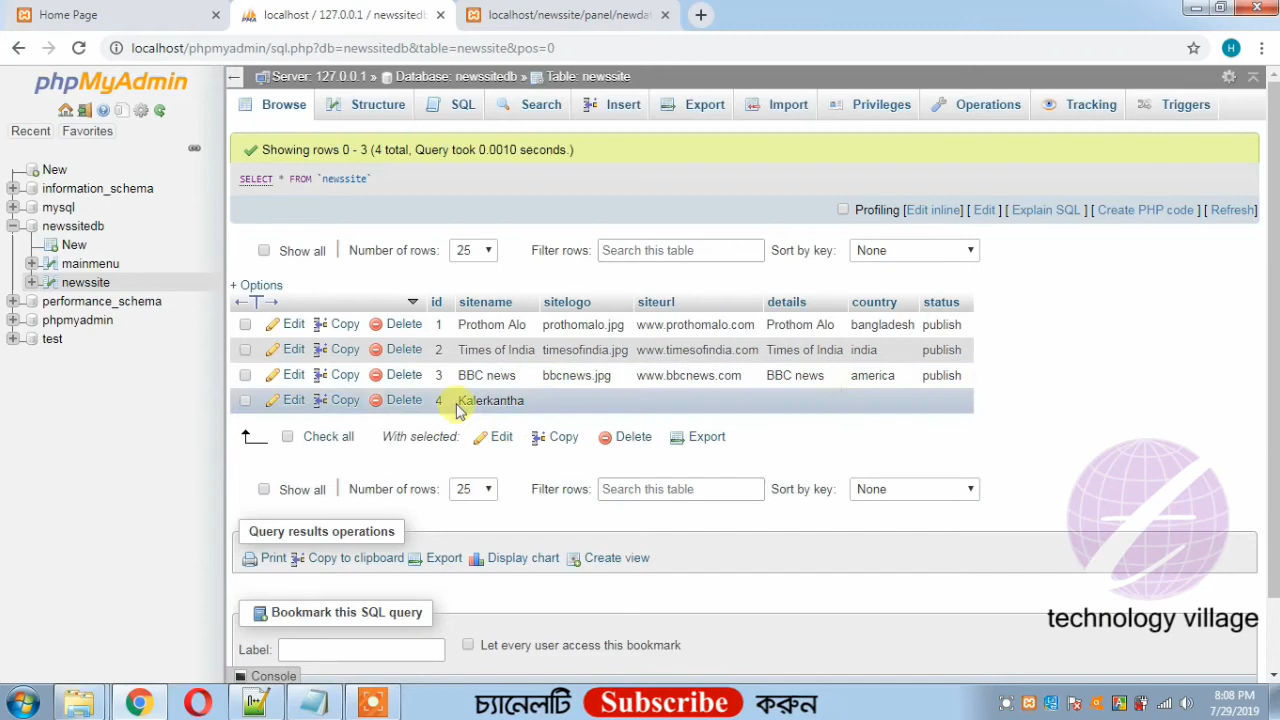 Home Page
localhost / 127.0.0.1 / newssitedb
localhost/newssite/panel/newdat
localhost/phpmyadmin/sql.php?db=newssitedb&table=newssite&pos=0
H
phpMyAdmin
Recent Favorites
New
information_schema
mysql
newssitedb
New
mainmenu
newssite
performance_schema
phpmyadmin
test
Server: 127.0.0.1 » Database: newssitedb » Table: newssite
Browse Structure SQL Search Insert Export Import Privileges Operations Tracking Triggers
Showing rows 0 - 3 (4 total, Query took 0.0010 seconds.)
SELECT * FROM `newssite`
Profiling [Edit inline] [ Edit ] [ Explain SQL ] [ Create PHP code ] [ Refresh]
Show all Number of rows: 25 Filter rows: Search this table Sort by key: None
+ Options
←T→ id sitename sitelogo siteurl details country status
Edit Copy Delete 1 Prothom Alo prothomalo.jpg www.prothomalo.com Prothom Alo bangladesh publish
Edit Copy Delete 2 Times of India timesofindia.jpg www.timesofindia.com Times of India india publish
Edit Copy Delete 3 BBC news bbcnews.jpg www.bbcnews.com BBC news america publish
Edit Copy Delete 4 Kalerkantha
Check all With selected: Edit Copy Delete Export
Show all Number of rows: 25 Filter rows: Search this table Sort by key: None
Query results operations
Print Copy to clipboard Export Display chart Create view
Bookmark this SQL query
Label: Let every user access this bookmark
Console
technology village
চ্যানেলটি Subscribe করুন
8:08 PM
7/29/2019